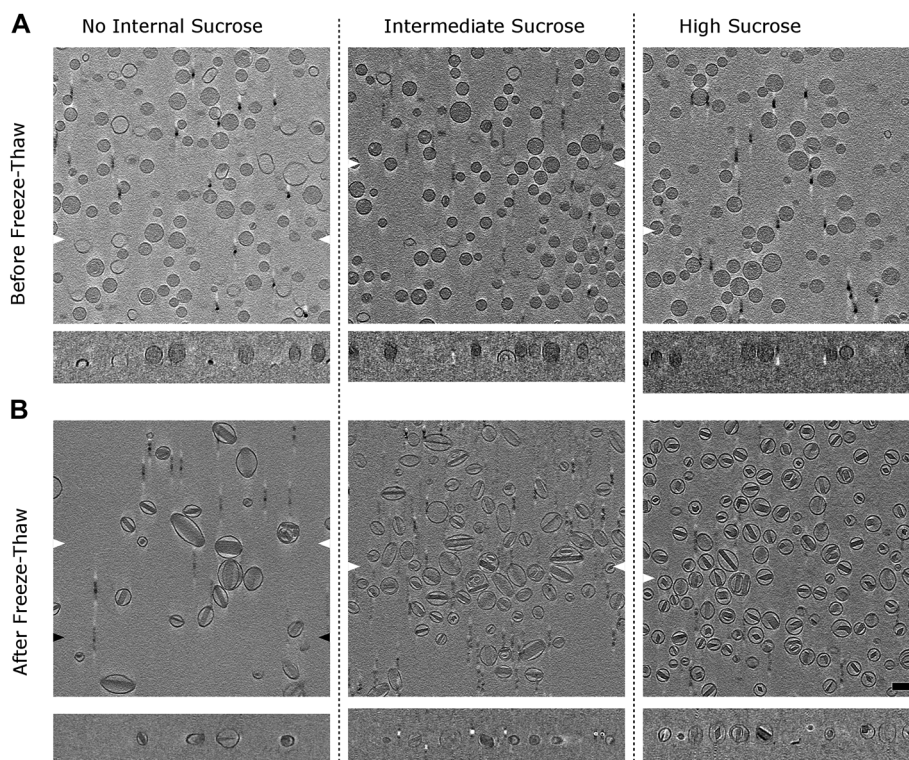 A
No Internal Sucrose
Intermediate Sucrose
High Sucrose
Before Freeze-Thaw
B
After Freeze-Thaw